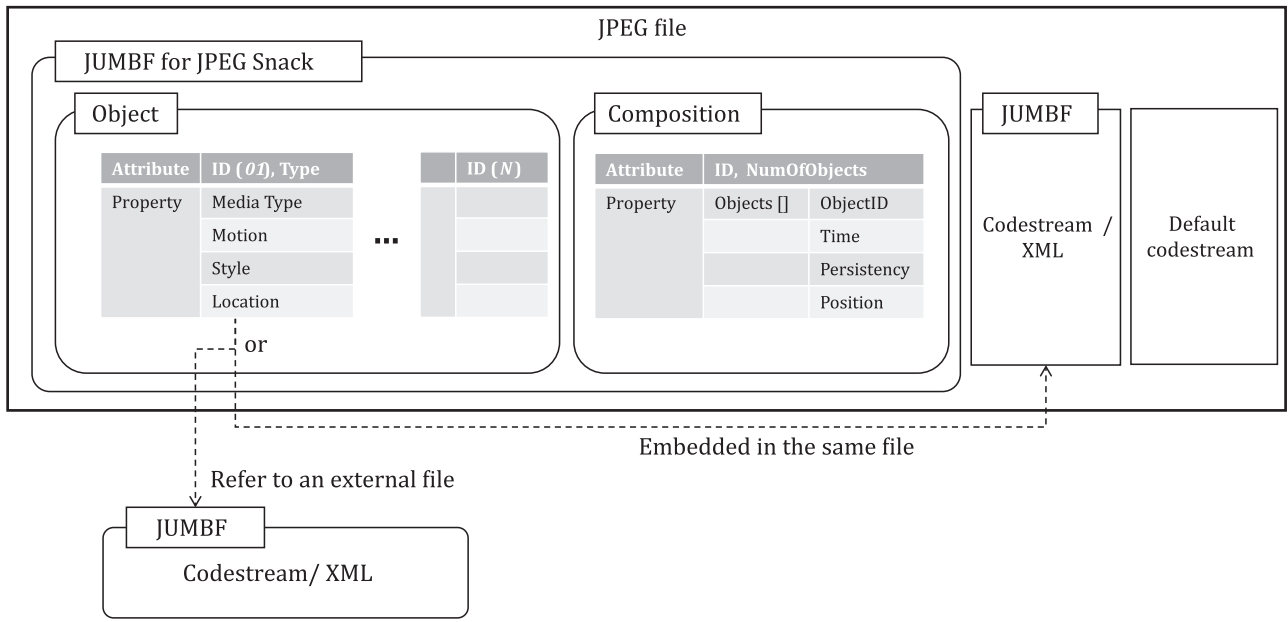 JPEG file
JUMBF for JPEG Snack
Object
Attribute ID (01), Type
Property Media Type
Motion
Style
Location
...
ID (N)
Composition
Attribute ID, NumOfObjects
Property Objects [] ObjectID
Time
Persistency
Position
JUMBF
Codestream /
XML
Default
codestream
or
Embedded in the same file
Refer to an external file
JUMBF
Codestream/ XML